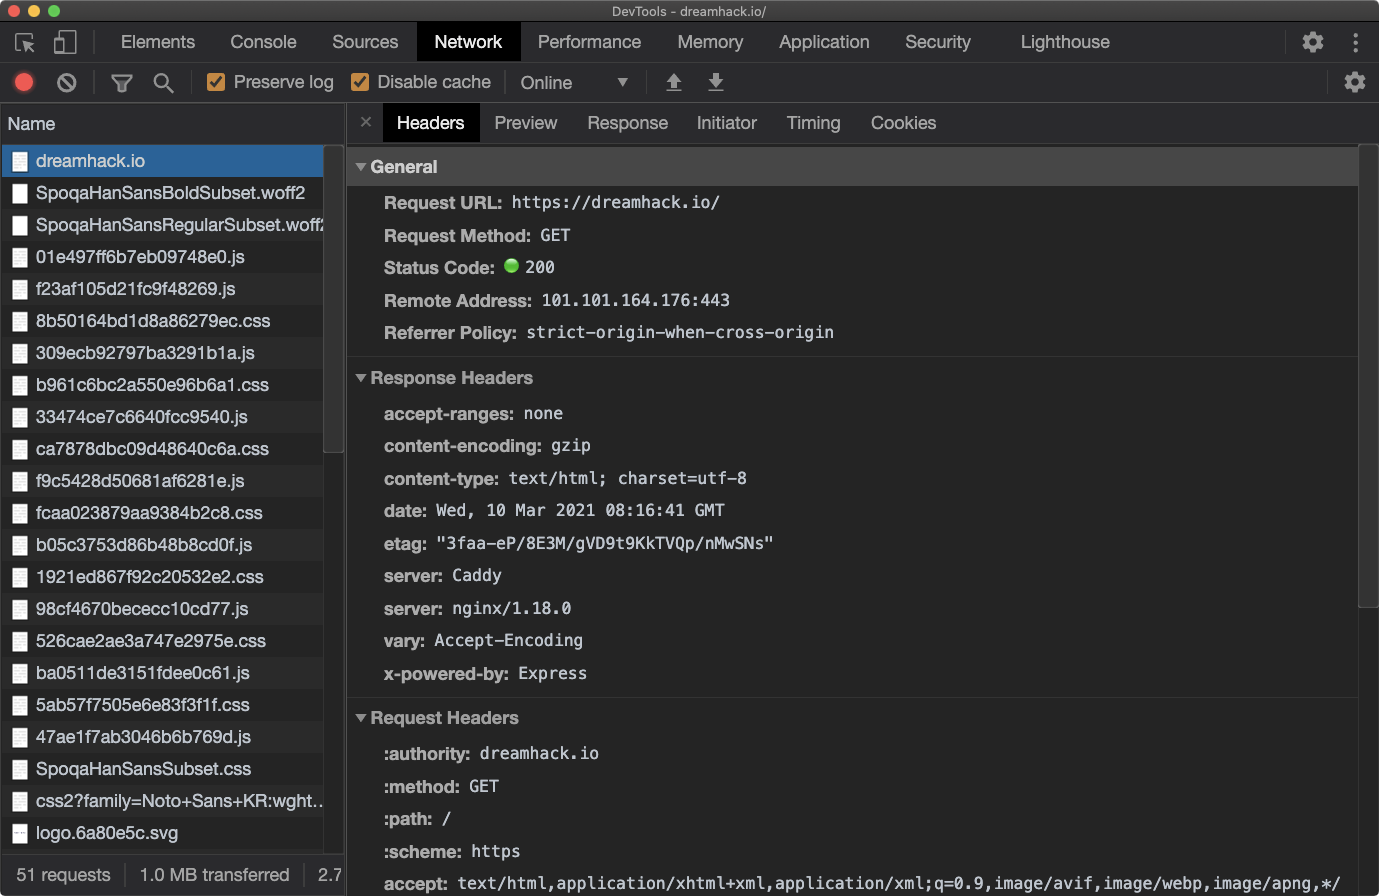 DevTools - dreamhack.io/
Elements Console Sources Network Performance Memory Application Security Lighthouse
Preserve log Disable cache Online
Name
dreamhack.io
SpoqaHanSansBoldSubset.woff2
SpoqaHanSansRegularSubset.woff2
01e497ff6b7eb09748e0.js
f23af105d21fc9f48269.js
8b50164bd1d8a86279ec.css
309ecb92797ba3291b1a.js
b961c6bc2a550e96b6a1.css
33474ce7c6640fcc9540.js
ca7878dbc09d48640c6a.css
f9c5428d50681af6281e.js
fcaa023879aa9384b2c8.css
b05c3753d86b48b8cd0f.js
1921ed867f92c20532e2.css
98cf4670bececc10cd77.js
526cae2ae3a747e2975e.css
ba0511de3151fdee0c61.js
5ab57f7505e6e83f3f1f.css
47ae1f7ab3046b6b769d.js
SpoqaHanSansSubset.css
css2?family=Noto+Sans+KR:wght...
logo.6a80e5c.svg
51 requests 1.0 MB transferred 2.7
Headers Preview Response Initiator Timing Cookies
General
Request URL: https://dreamhack.io/
Request Method: GET
Status Code: 200
Remote Address: 101.101.164.176:443
Referrer Policy: strict-origin-when-cross-origin
Response Headers
accept-ranges: none
content-encoding: gzip
content-type: text/html; charset=utf-8
date: Wed, 10 Mar 2021 08:16:41 GMT
etag: "3faa-eP/8E3M/gVD9t9KkTVQp/nMwSNs"
server: Caddy
server: nginx/1.18.0
vary: Accept-Encoding
x-powered-by: Express
Request Headers
:authority: dreamhack.io
:method: GET
:path: /
:scheme: https
accept: text/html,application/xhtml+xml,application/xml;q=0.9,image/avif,image/webp,image/apng,*/